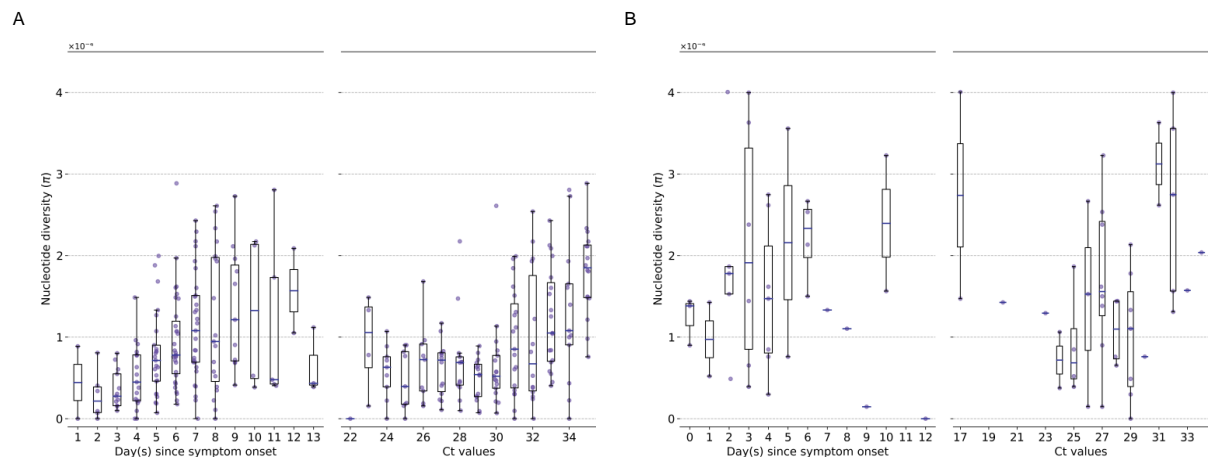 A
B
×10⁻⁴
×10⁻⁴
Nucleotide diversity (π)
4
3
2
1
0
1 2 3 4 5 6 7 8 9 10 11 12 13
Day(s) since symptom onset
22 24 26 28 30 32 34
Ct values
Nucleotide diversity (π)
4
3
2
1
0
0 1 2 3 4 5 6 7 8 9 10 11 12
Day(s) since symptom onset
17 19 21 23 25 27 29 31 33
Ct values